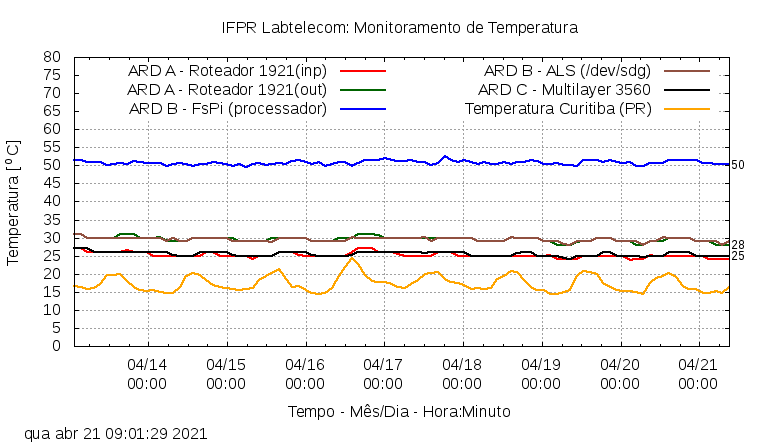 IFPR Labtelecom: Monitoramento de Temperatura
ARD A - Roteador 1921(inp)
ARD A - Roteador 1921(out)
ARD B - FsPi (processador)
ARD B - ALS (/dev/sdg)
ARD C - Multilayer 3560
Temperatura Curitiba (PR)
Temperatura [ ºC]
80
75
70
65
60
55
50
45
40
35
30
25
20
15
10
5
0
50
28
25
04/14 04/15 04/16 04/17 04/18 04/19 04/20 04/21
00:00 00:00 00:00 00:00 00:00 00:00 00:00 00:00
Tempo - Mês/Dia - Hora:Minuto
qua abr 21 09:01:29 2021